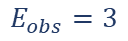 E_obs = 3